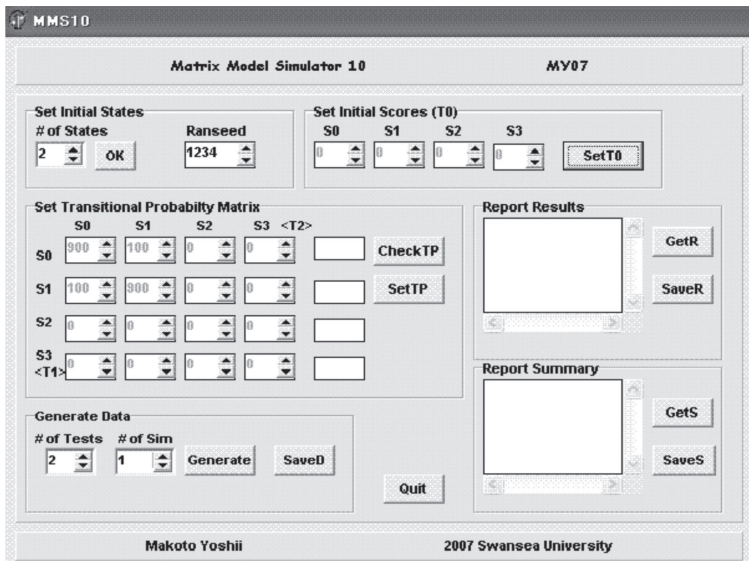 MMS10
Matrix Model Simulator 10 MY07
Set Initial States
# of States Ranseed
2 OK 1234
Set Initial Scores (T0)
S0 S1 S2 S3
0 0 0 0 SetT0
Set Transitional Probabilty Matrix
S0 S1 S2 S3 <T2>
S0 900 100 0 0 CheckTP
S1 100 900 0 0 SetTP
S2 0 0 0 0
S3
<T1> 0 0 0 0
Report Results
GetR
SaveR
Report Summary
GetS
SaveS
Generate Data
# of Tests # of Sim
2 1 Generate SaveD
Quit
Makoto Yoshii 2007 Swansea University